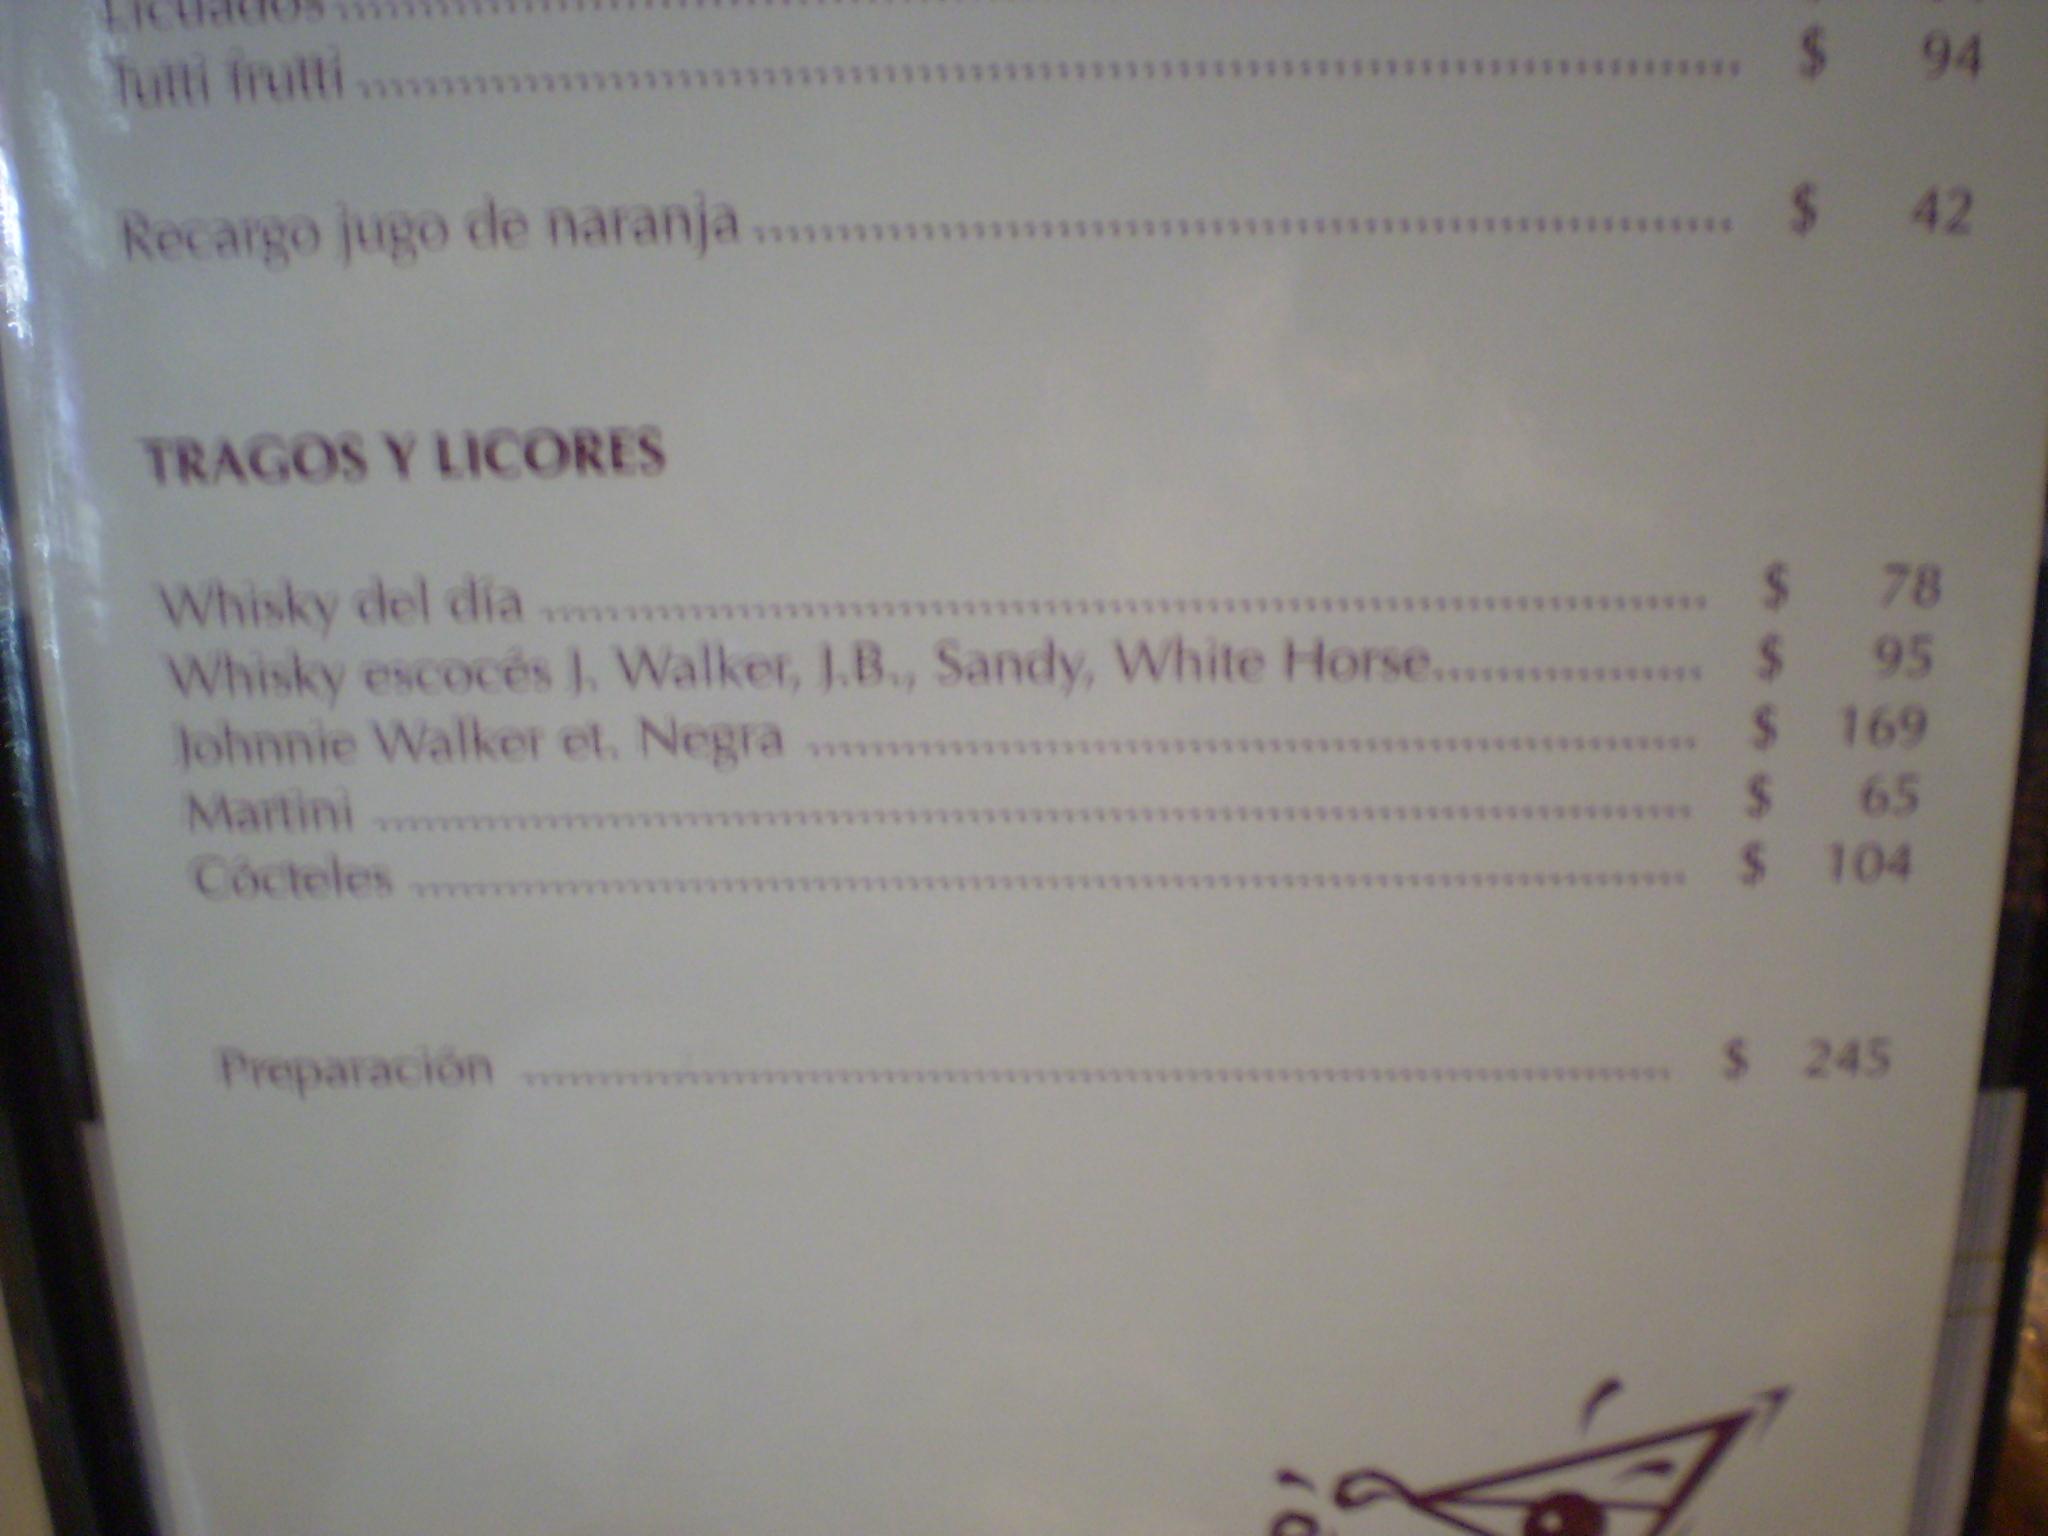 Licuados
Tutti frutti ........ $ 94
Recargo jugo de naranja ........ $ 42
TRAGOS Y LICORES
Whisky del día ........ $ 78
Whisky escocés J. Walker, J.B., Sandy, White Horse........ $ 95
Johnnie Walker et. Negra ........ $ 169
Martini ........ $ 65
Cócteles ........ $ 104
Preparación ........ $ 245